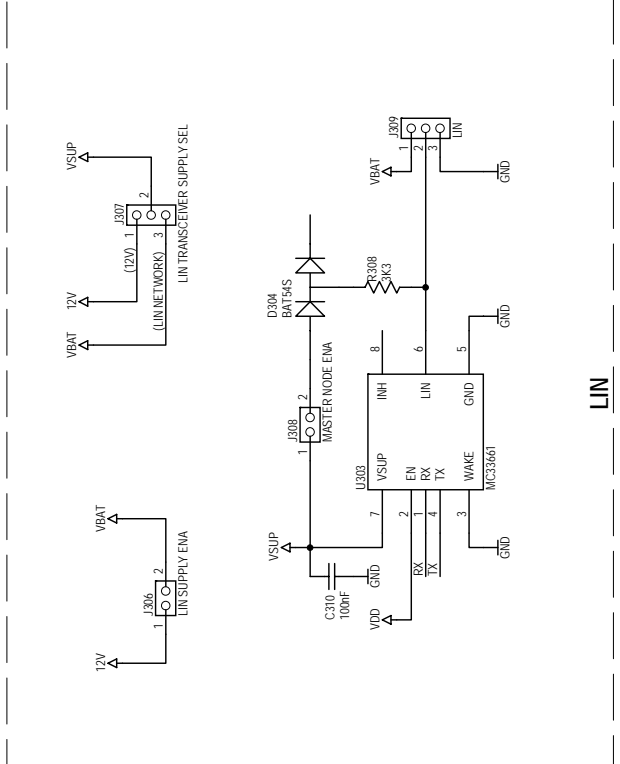 12V
VBAT
J306
1
2
LIN SUPPLY ENA
VBAT
12V
VSUP
J307
1
2
3
(12V)
(LIN NETWORK)
LIN TRANSCEIVER SUPPLY SEL
VSUP
C310
100nF
GND
VDD
J308
1
2
MASTER NODE ENA
D304
BAT54S
R308
3K3
U303
7
VSUP
2
EN
RX
1
RX
TX
4
TX
3
WAKE
INH
8
LIN
6
GND
5
MC33661
GND
GND
VBAT
J309
1
2
3
LIN
GND
LIN